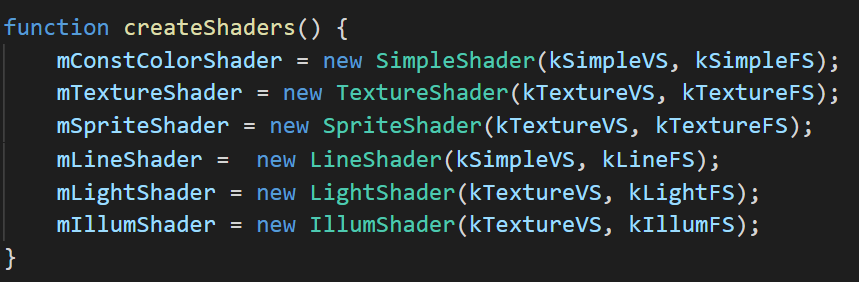 function createShaders() {
    mConstColorShader = new SimpleShader(kSimpleVS, kSimpleFS);
    mTextureShader = new TextureShader(kTextureVS, kTextureFS);
    mSpriteShader = new SpriteShader(kTextureVS, kTextureFS);
    mLineShader =  new LineShader(kSimpleVS, kLineFS);
    mLightShader = new LightShader(kTextureVS, kLightFS);
    mIllumShader = new IllumShader(kTextureVS, kIllumFS);
}